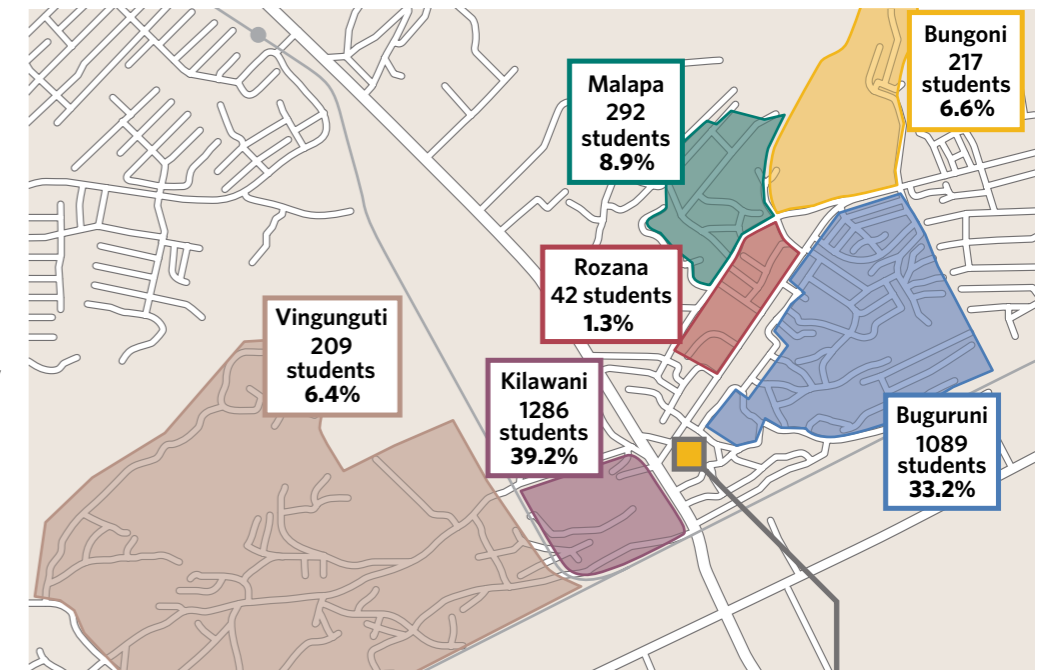 Bungoni
217
students
6.6%
Malapa
292
students
8.9%
Rozana
42 students
1.3%
Vingunguti
209
students
6.4%
Kilawani
1286
students
39.2%
Buguruni
1089
students
33.2%